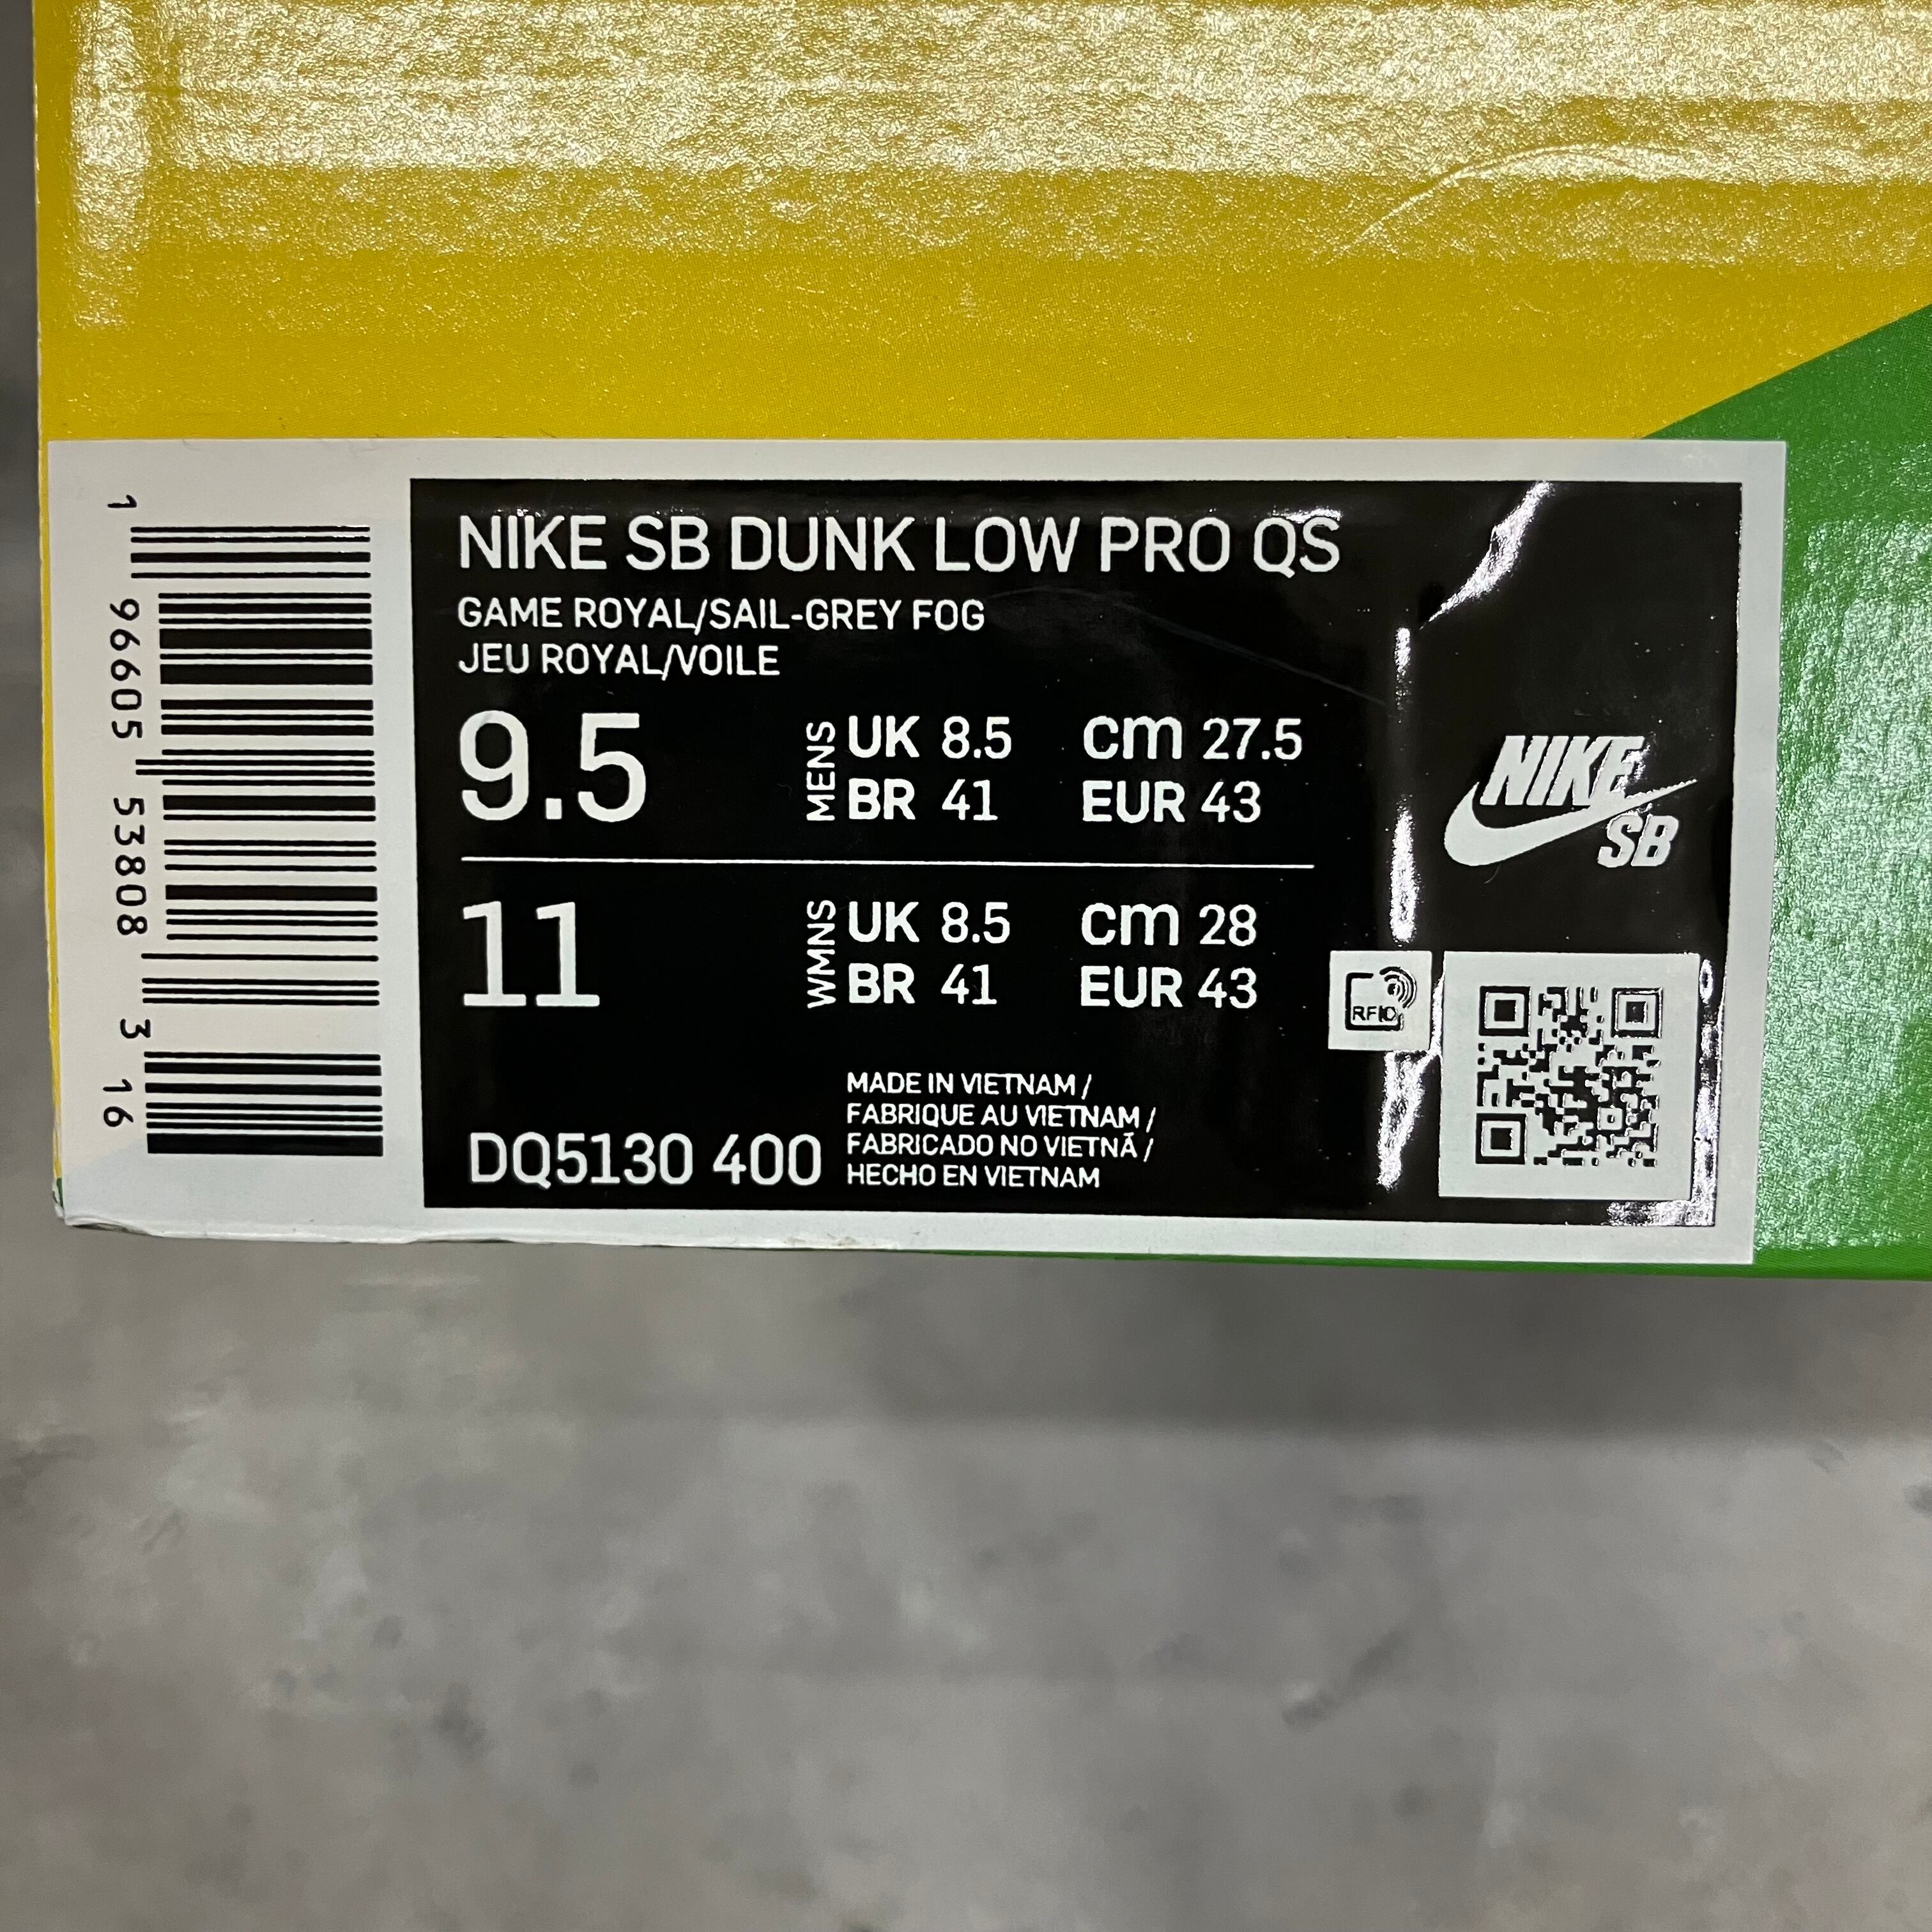 NIKE SB DUNK LOW PRO QS
GAME ROYAL/SAIL-GREY FOG
JEU ROYAL/VOILE
9.5 MENS UK 8.5 cm 27.5
BR 41 EUR 43
11 WMNS UK 8.5 cm 28
BR 41 EUR 43
MADE IN VIETNAM /
FABRIQUE AU VIETNAM /
FABRICADO NO VIETNÃ /
HECHO EN VIETNAM
DQ5130 400
NIKE
SB
RFID
1 96605 53808 3 16